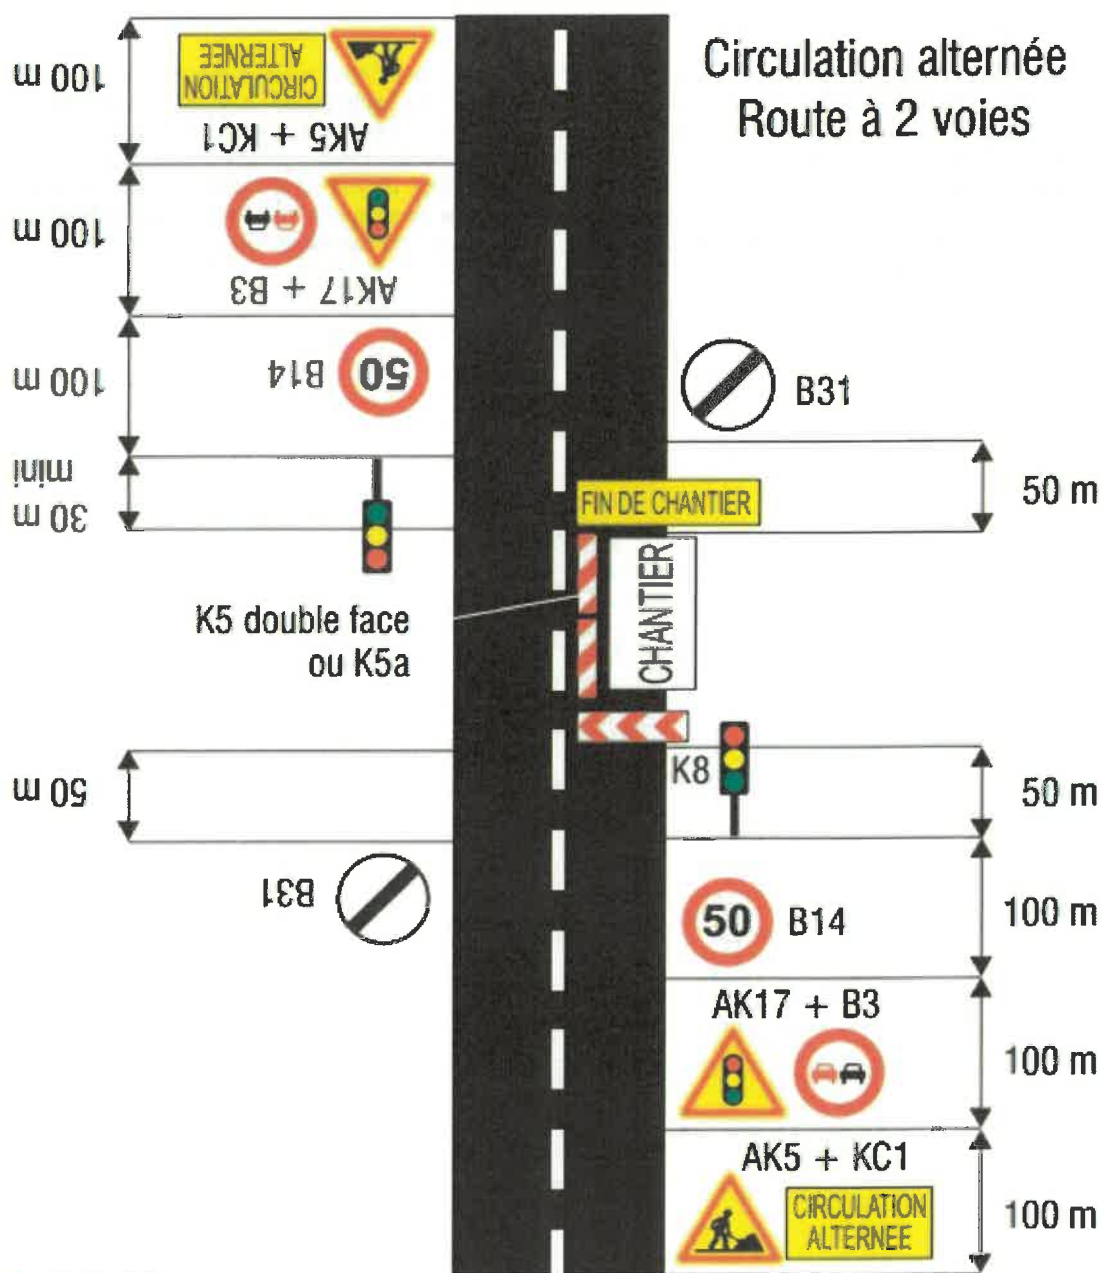 Circulation alternée
Route à 2 voies
100 m
CIRCULATION
ALTERNEE
AK5 + KC1
100 m
AK17 + B3
100 m
50
B14
30 m
mini
B31
50 m
FIN DE CHANTIER
CHANTIER
K5 double face
ou K5a
K8
50 m
50 m
B31
50
B14
100 m
AK17 + B3
100 m
AK5 + KC1
CIRCULATION
ALTERNEE
100 m